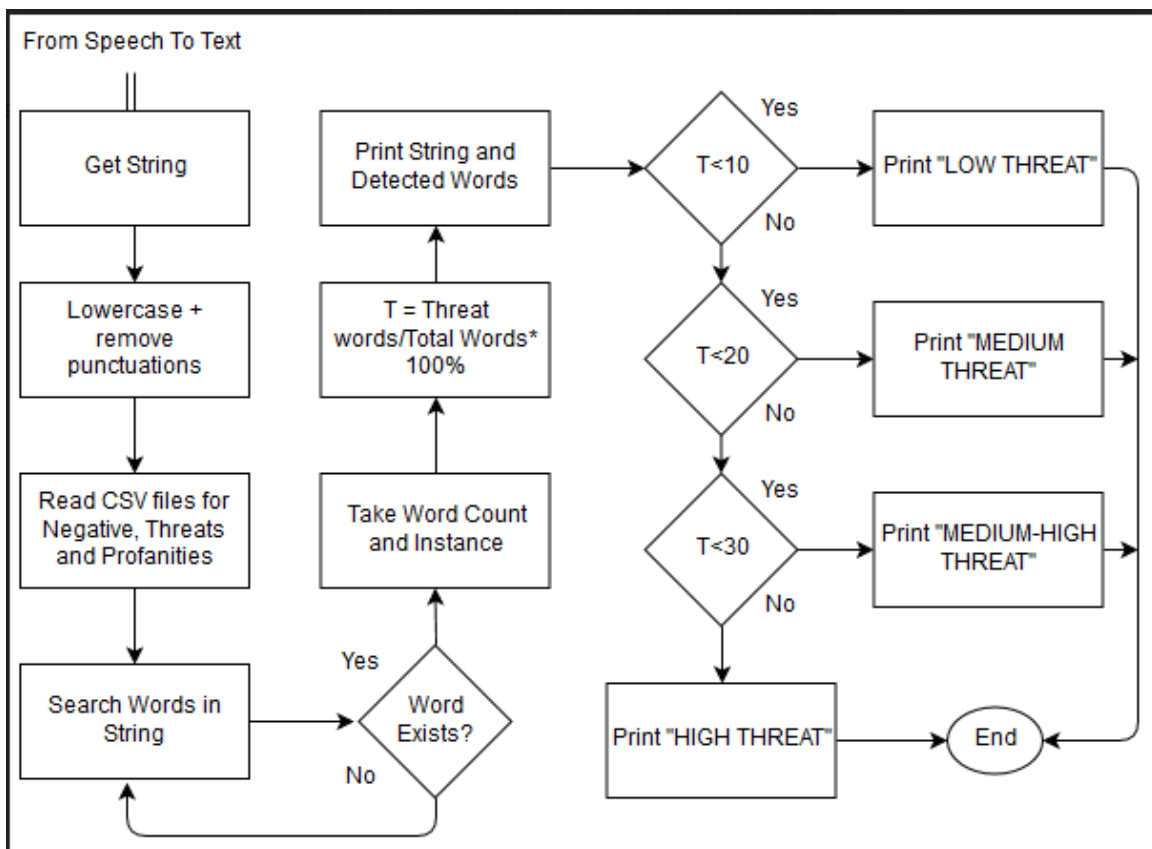 From Speech To Text
Get String
Lowercase +
remove
punctuations
Read CSV files for
Negative, Threats
and Profanities
Search Words in
String
Word
Exists?
Yes
No
Take Word Count
and Instance
T = Threat
words/Total Words*
100%
Print String and
Detected Words
T<10
Yes
No
Print "LOW THREAT"
T<20
Yes
No
Print "MEDIUM
THREAT"
T<30
Yes
No
Print "MEDIUM-HIGH
THREAT"
Print "HIGH THREAT"
End